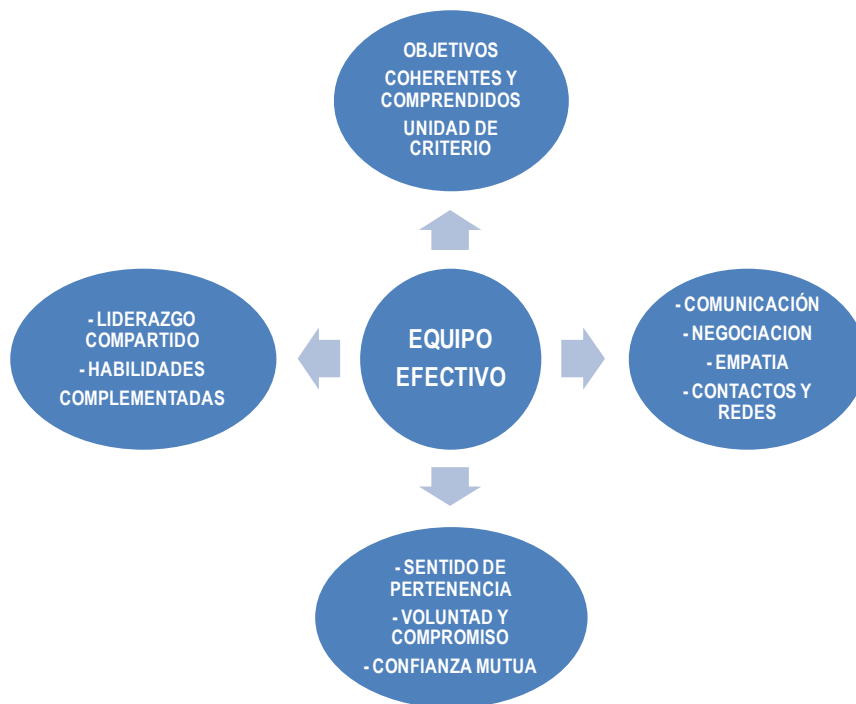 OBJETIVOS
COHERENTES Y
COMPRENDIDOS
UNIDAD DE
CRITERIO
- LIDERAZGO
COMPARTIDO
- HABILIDADES
COMPLEMENTADAS
EQUIPO
EFECTIVO
- COMUNICACIÓN
- NEGOCIACION
- EMPATIA
- CONTACTOS Y
REDES
- SENTIDO DE
PERTENENCIA
- VOLUNTAD Y
COMPROMISO
- CONFIANZA MUTUA